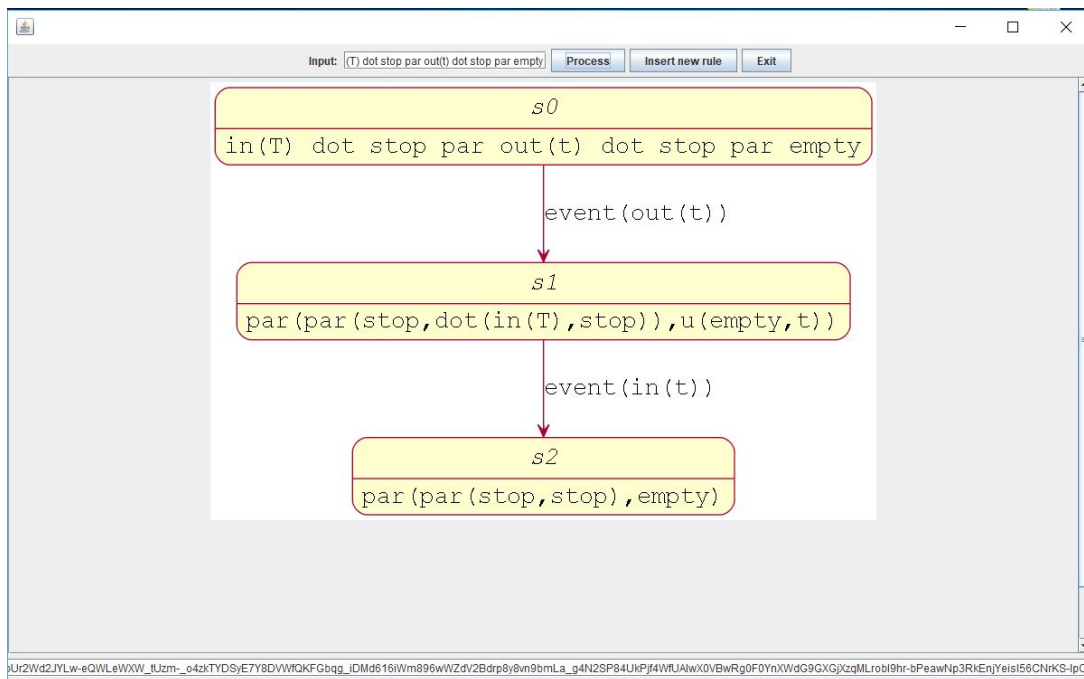 Input: (T) dot stop par out(t) dot stop par empty Process Insert new rule Exit
s0
in(T) dot stop par out(t) dot stop par empty
event(out(t))
s1
par(par(stop,dot(in(T),stop)),u(empty,t))
event(in(t))
s2
par(par(stop,stop),empty)